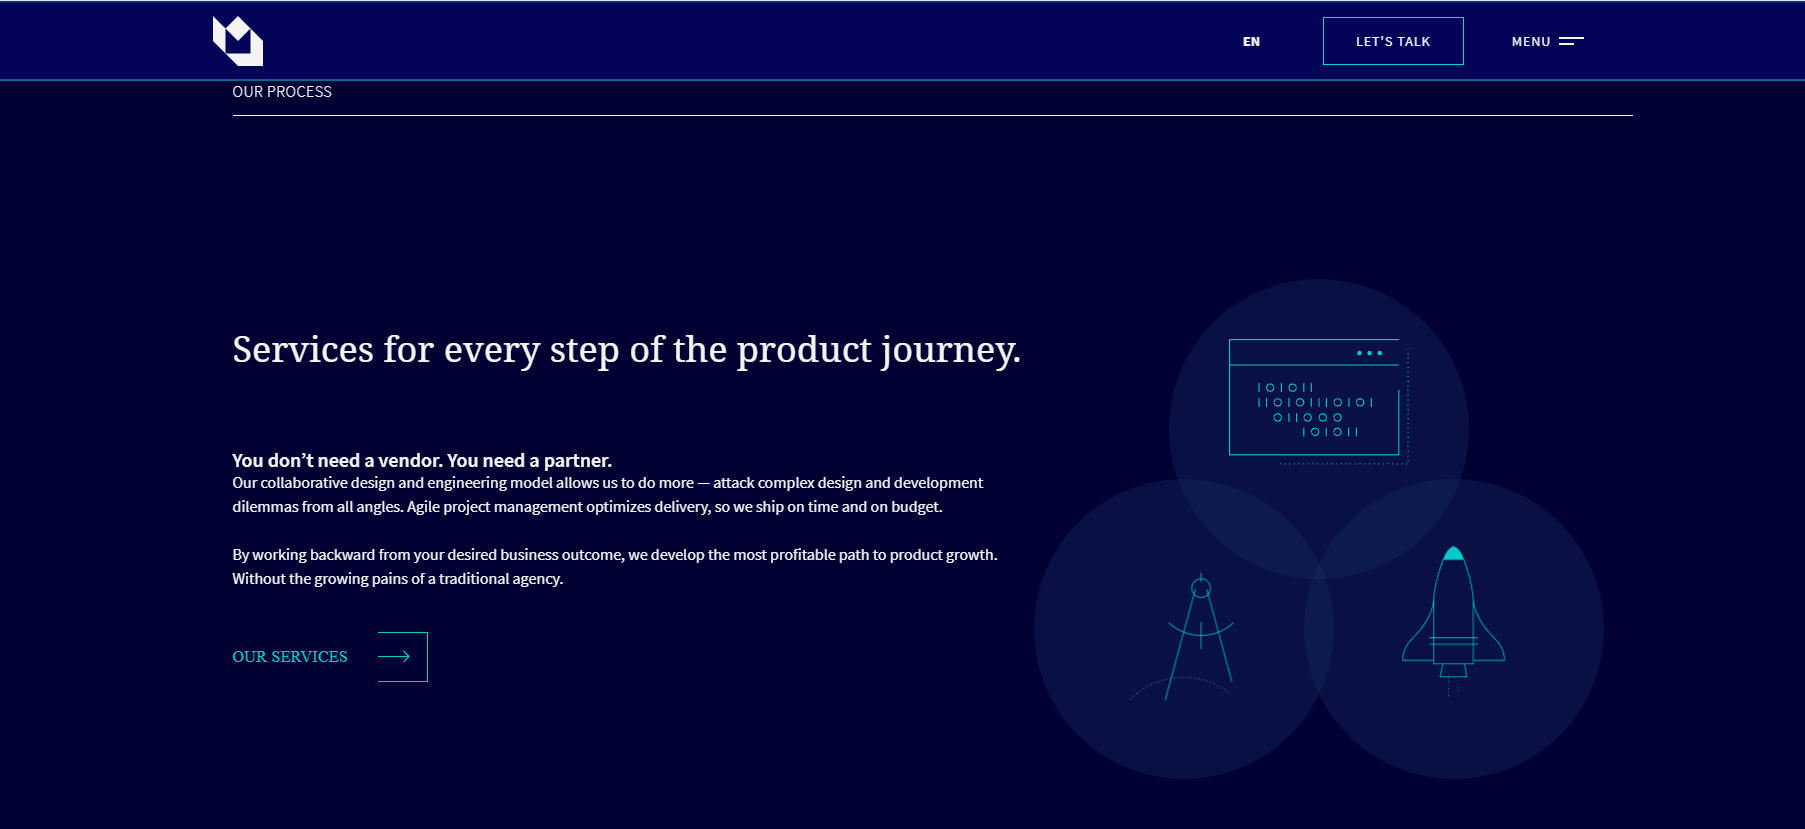 EN
LET'S TALK
MENU
OUR PROCESS
Services for every step of the product journey.
You don’t need a vendor. You need a partner.
Our collaborative design and engineering model allows us to do more — attack complex design and development
dilemmas from all angles. Agile project management optimizes delivery, so we ship on time and on budget.
By working backward from your desired business outcome, we develop the most profitable path to product growth.
Without the growing pains of a traditional agency.
OUR SERVICES
IOIOII
IIOIOIIIOIOI
OIIOOO
IOIOII